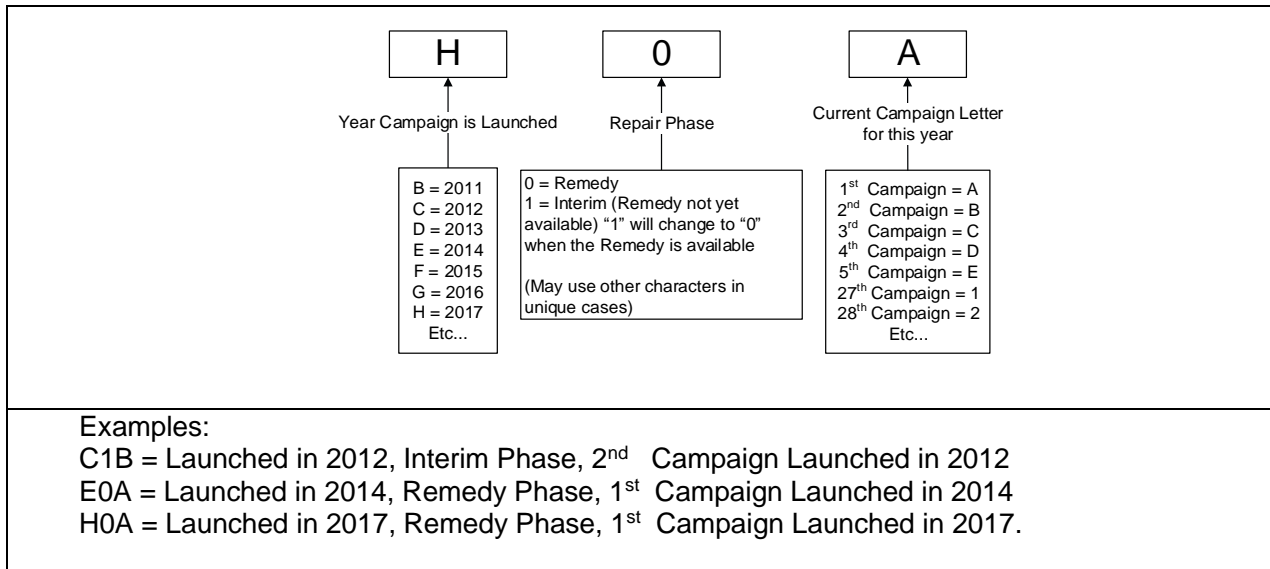 H 0 A
Year Campaign is Launched
Repair Phase
Current Campaign Letter
for this year
B = 2011
C = 2012
D = 2013
E = 2014
F = 2015
G = 2016
H = 2017
Etc...
0 = Remedy
1 = Interim (Remedy not yet
available) “1” will change to “0”
when the Remedy is available
(May use other characters in
unique cases)
1st Campaign = A
2nd Campaign = B
3rd Campaign = C
4th Campaign = D
5th Campaign = E
27th Campaign = 1
28th Campaign = 2
Etc...
Examples:
C1B = Launched in 2012, Interim Phase, 2nd Campaign Launched in 2012
E0A = Launched in 2014, Remedy Phase, 1st Campaign Launched in 2014
H0A = Launched in 2017, Remedy Phase, 1st Campaign Launched in 2017.